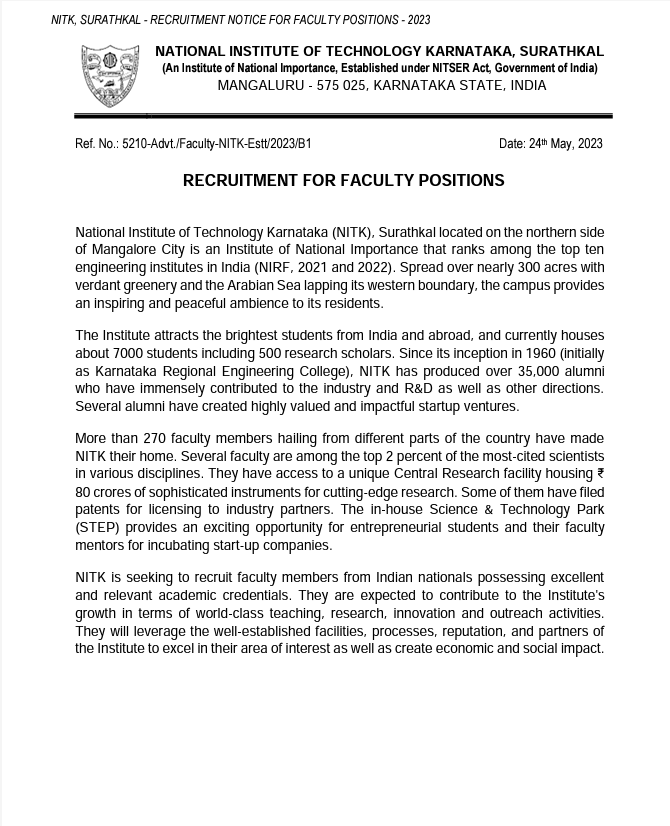 NITK, SURATHKAL - RECRUITMENT NOTICE FOR FACULTY POSITIONS - 2023
NATIONAL INSTITUTE OF TECHNOLOGY KARNATAKA, SURATHKAL
(An Institute of National Importance, Established under NITSER Act, Government of India)
MANGALURU - 575 025, KARNATAKA STATE, INDIA
Ref. No.: 5210-Advt./Faculty-NITK-Estt/2023/B1 Date: 24th May, 2023
RECRUITMENT FOR FACULTY POSITIONS
National Institute of Technology Karnataka (NITK), Surathkal located on the northern side
of Mangalore City is an Institute of National Importance that ranks among the top ten
engineering institutes in India (NIRF, 2021 and 2022). Spread over nearly 300 acres with
verdant greenery and the Arabian Sea lapping its western boundary, the campus provides
an inspiring and peaceful ambience to its residents.
The Institute attracts the brightest students from India and abroad, and currently houses
about 7000 students including 500 research scholars. Since its inception in 1960 (initially
as Karnataka Regional Engineering College), NITK has produced over 35,000 alumni
who have immensely contributed to the industry and R&D as well as other directions.
Several alumni have created highly valued and impactful startup ventures.
More than 270 faculty members hailing from different parts of the country have made
NITK their home. Several faculty are among the top 2 percent of the most-cited scientists
in various disciplines. They have access to a unique Central Research facility housing ₹
80 crores of sophisticated instruments for cutting-edge research. Some of them have filed
patents for licensing to industry partners. The in-house Science & Technology Park
(STEP) provides an exciting opportunity for entrepreneurial students and their faculty
mentors for incubating start-up companies.
NITK is seeking to recruit faculty members from Indian nationals possessing excellent
and relevant academic credentials. They are expected to contribute to the Institute's
growth in terms of world-class teaching, research, innovation and outreach activities.
They will leverage the well-established facilities, processes, reputation, and partners of
the Institute to excel in their area of interest as well as create economic and social impact.